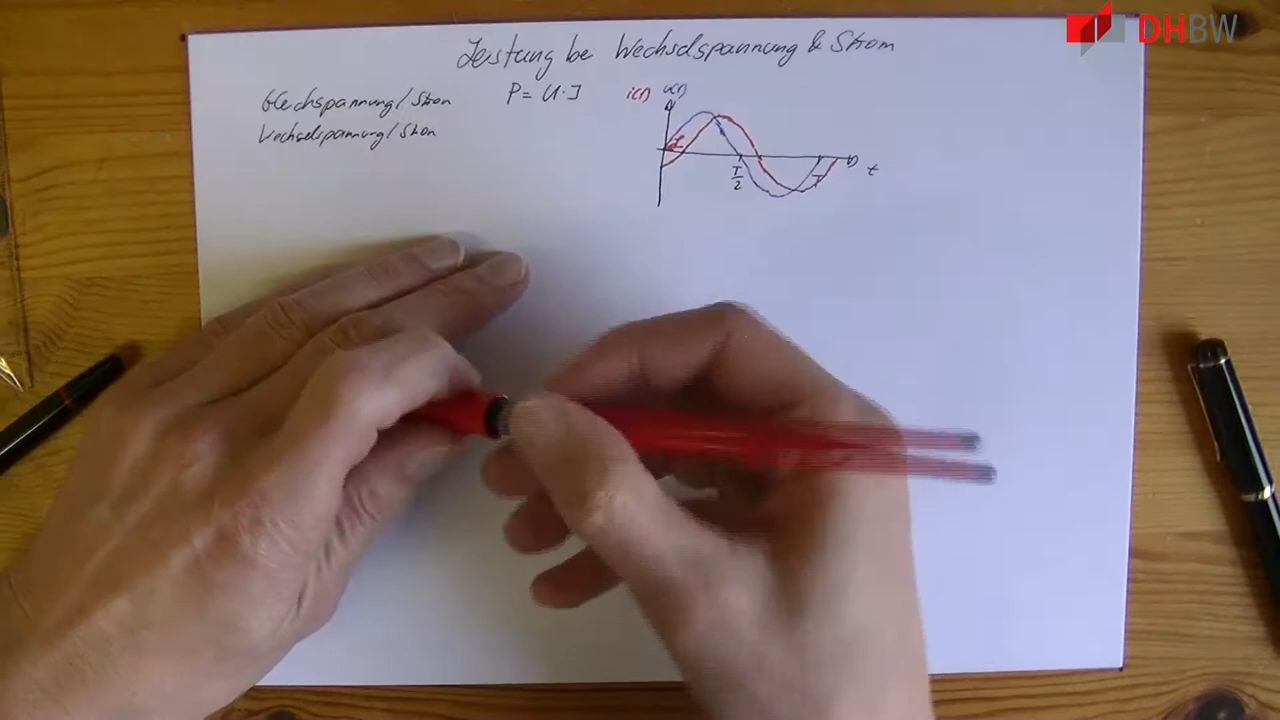 DHBW
Leistung bei Wechselspannung & Strom
Gleichspannung/Strom P = U · I
Wechselspannung/Strom
i(t) u(t)
T/2
T
t